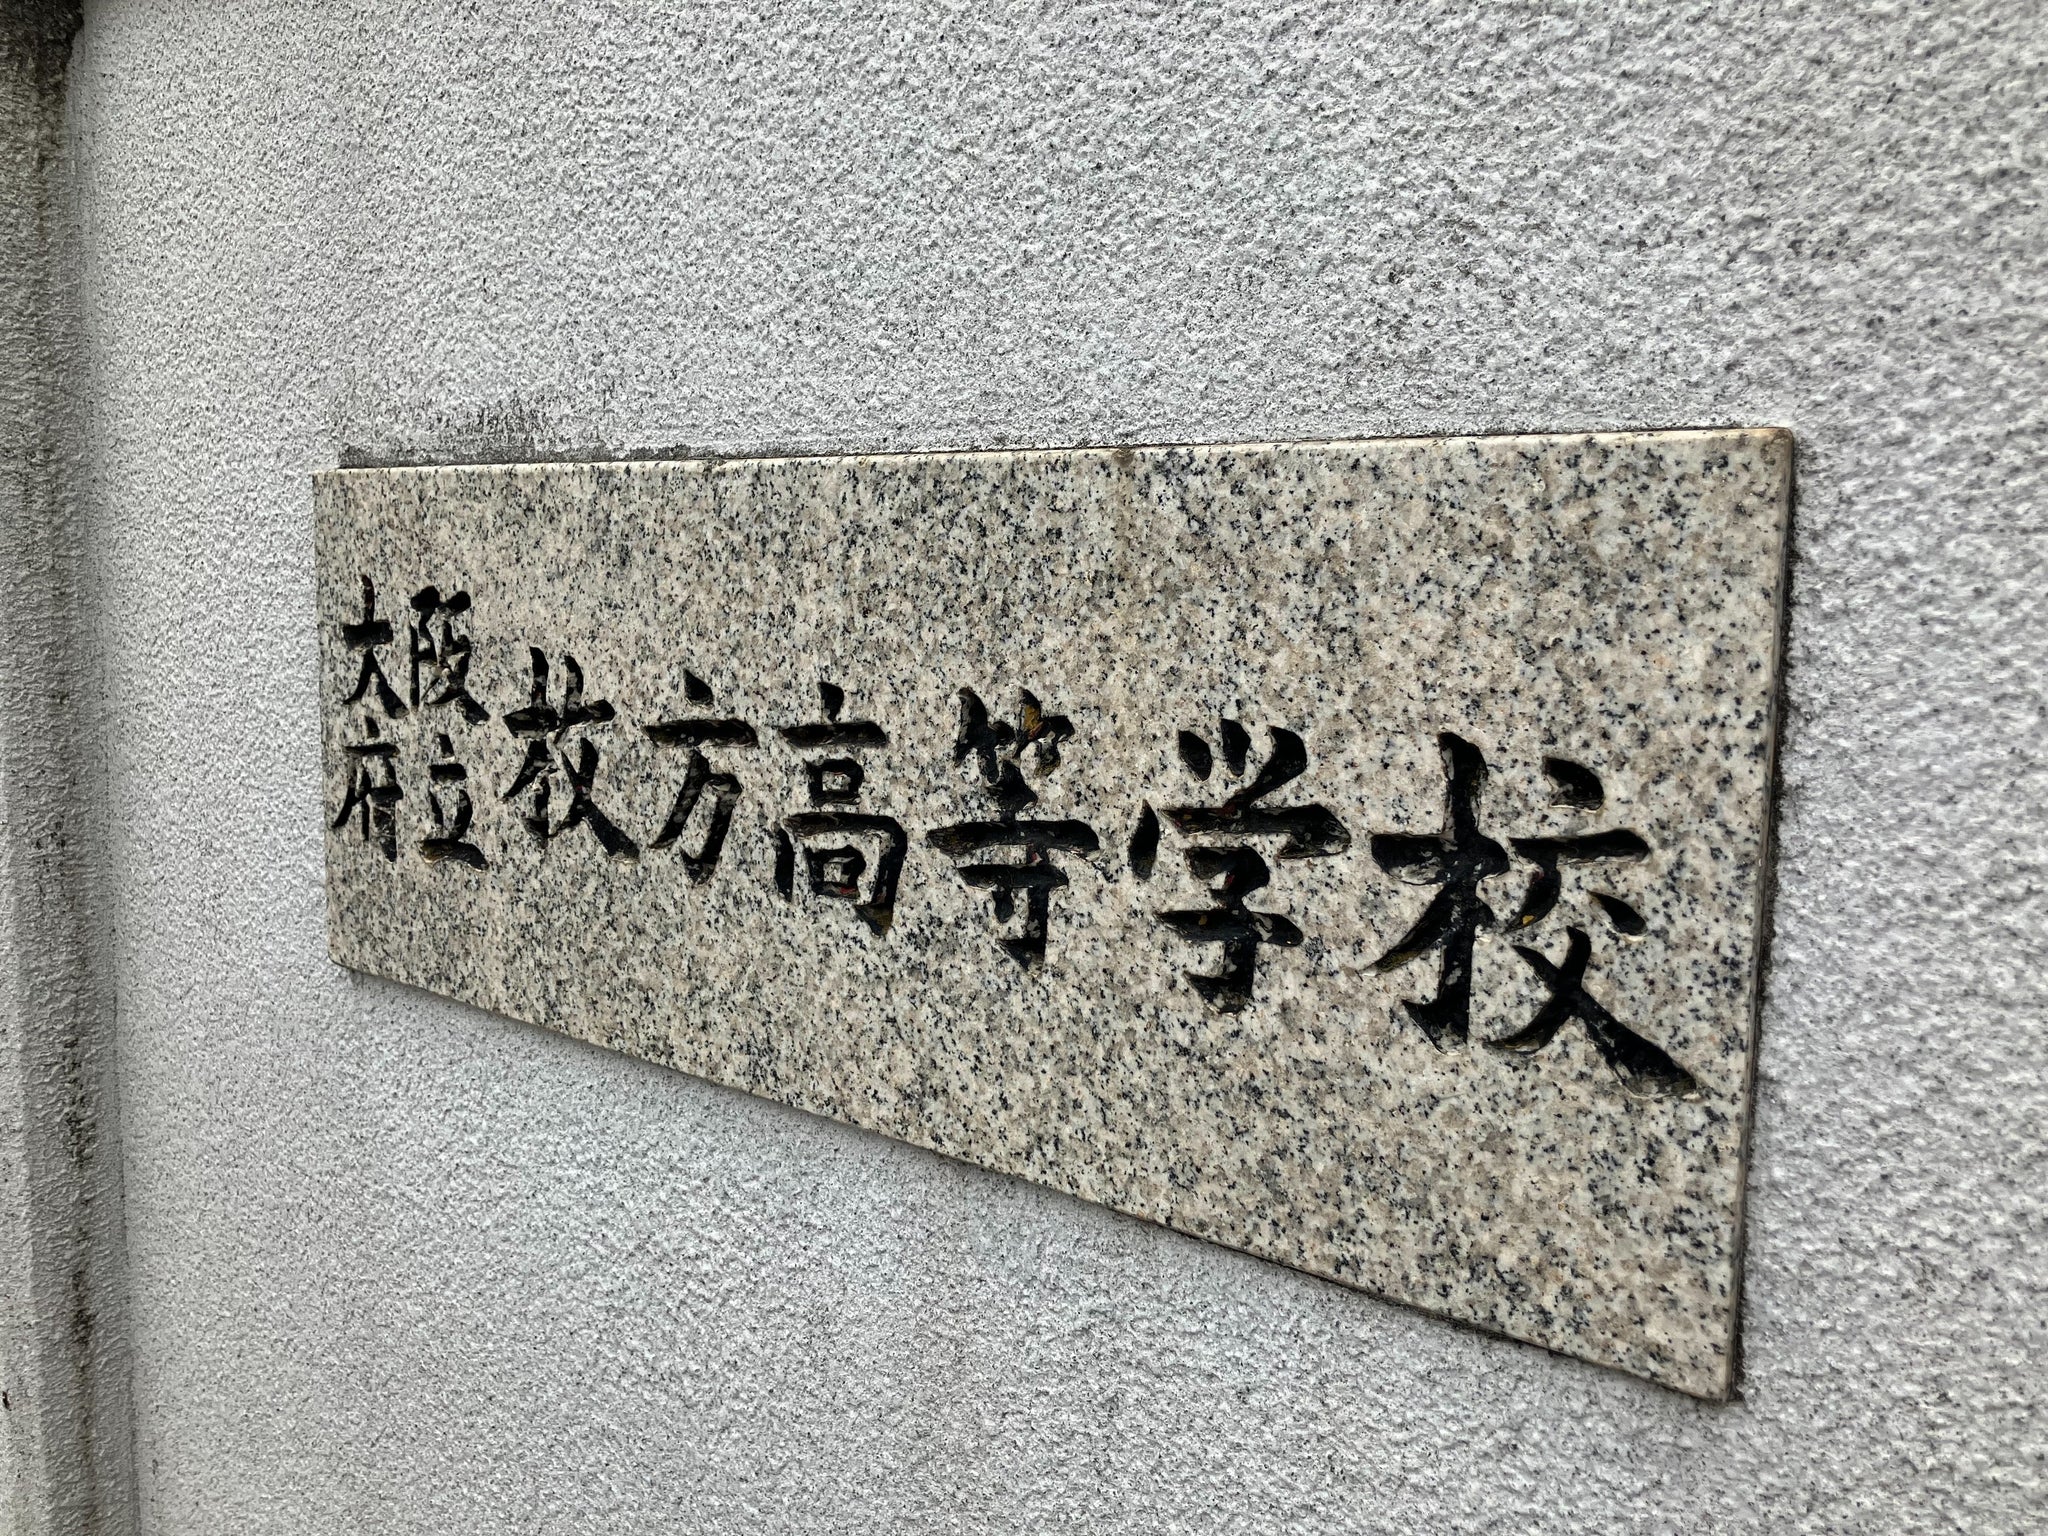 大阪
府立
枚方高等学校